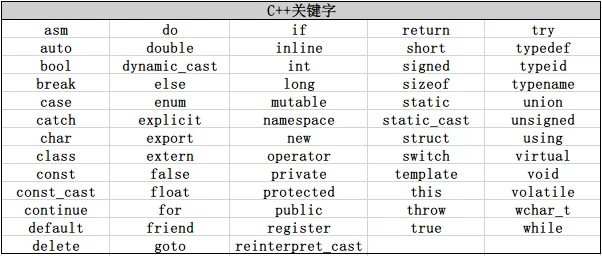 C++关键字
asm do if return try
auto double inline short typedef
bool dynamic_cast int signed typeid
break else long sizeof typename
case enum mutable static union
catch explicit namespace static_cast unsigned
char export new struct using
class extern operator switch virtual
const false private template void
const_cast float protected this volatile
continue for public throw wchar_t
default friend register true while
delete goto reinterpret_cast